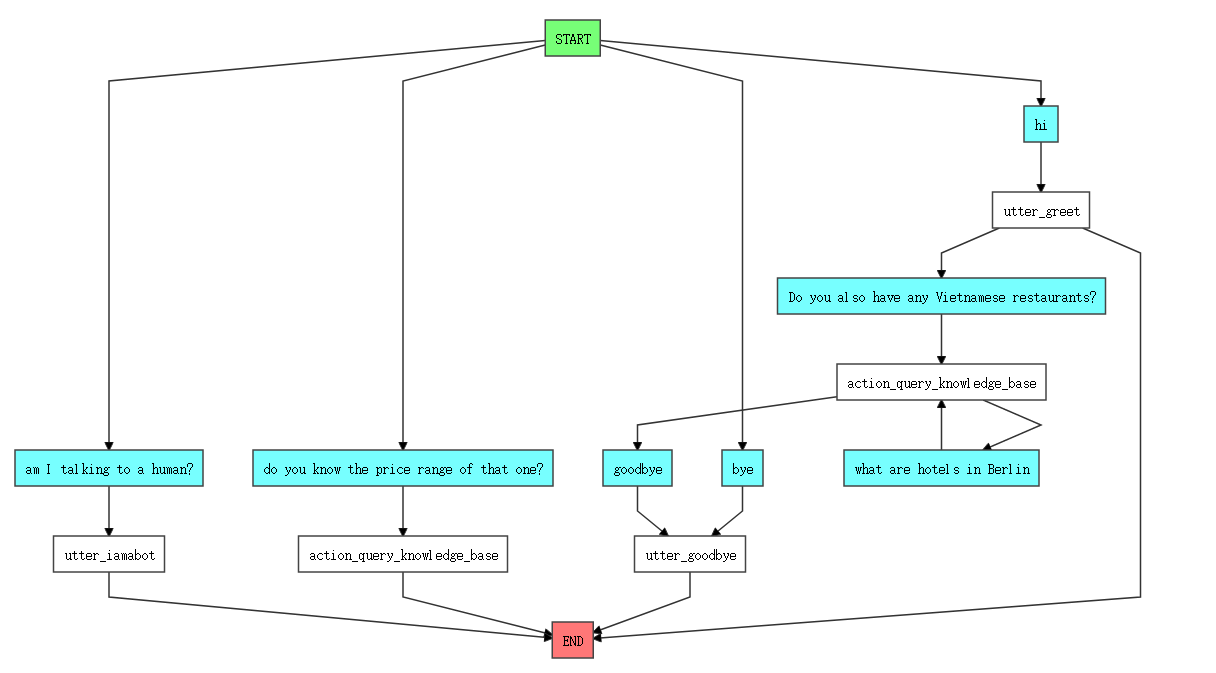 START
hi
utter_greet
Do you also have any Vietnamese restaurants?
action_query_knowledge_base
am I talking to a human?
do you know the price range of that one?
goodbye
bye
what are hotels in Berlin
utter_iamabot
action_query_knowledge_base
utter_goodbye
END